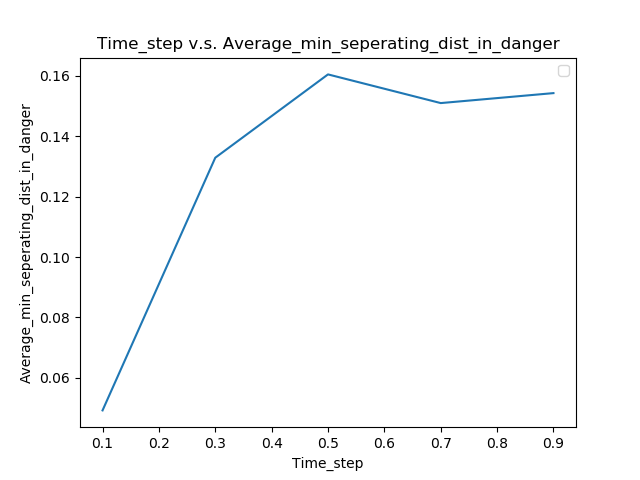 Time_step v.s. Average_min_seperating_dist_in_danger
Average_min_seperating_dist_in_danger
0.16
0.14
0.12
0.10
0.08
0.06
0.1 0.2 0.3 0.4 0.5 0.6 0.7 0.8 0.9
Time_step